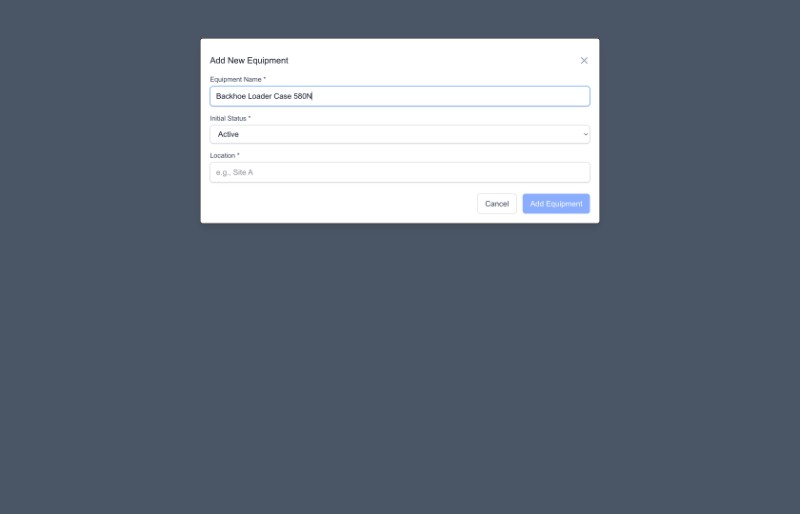 Add New Equipment
Equipment Name *
Backhoe Loader Case 580N
Initial Status *
Active
Location *
e.g., Site A
Cancel
Add Equipment